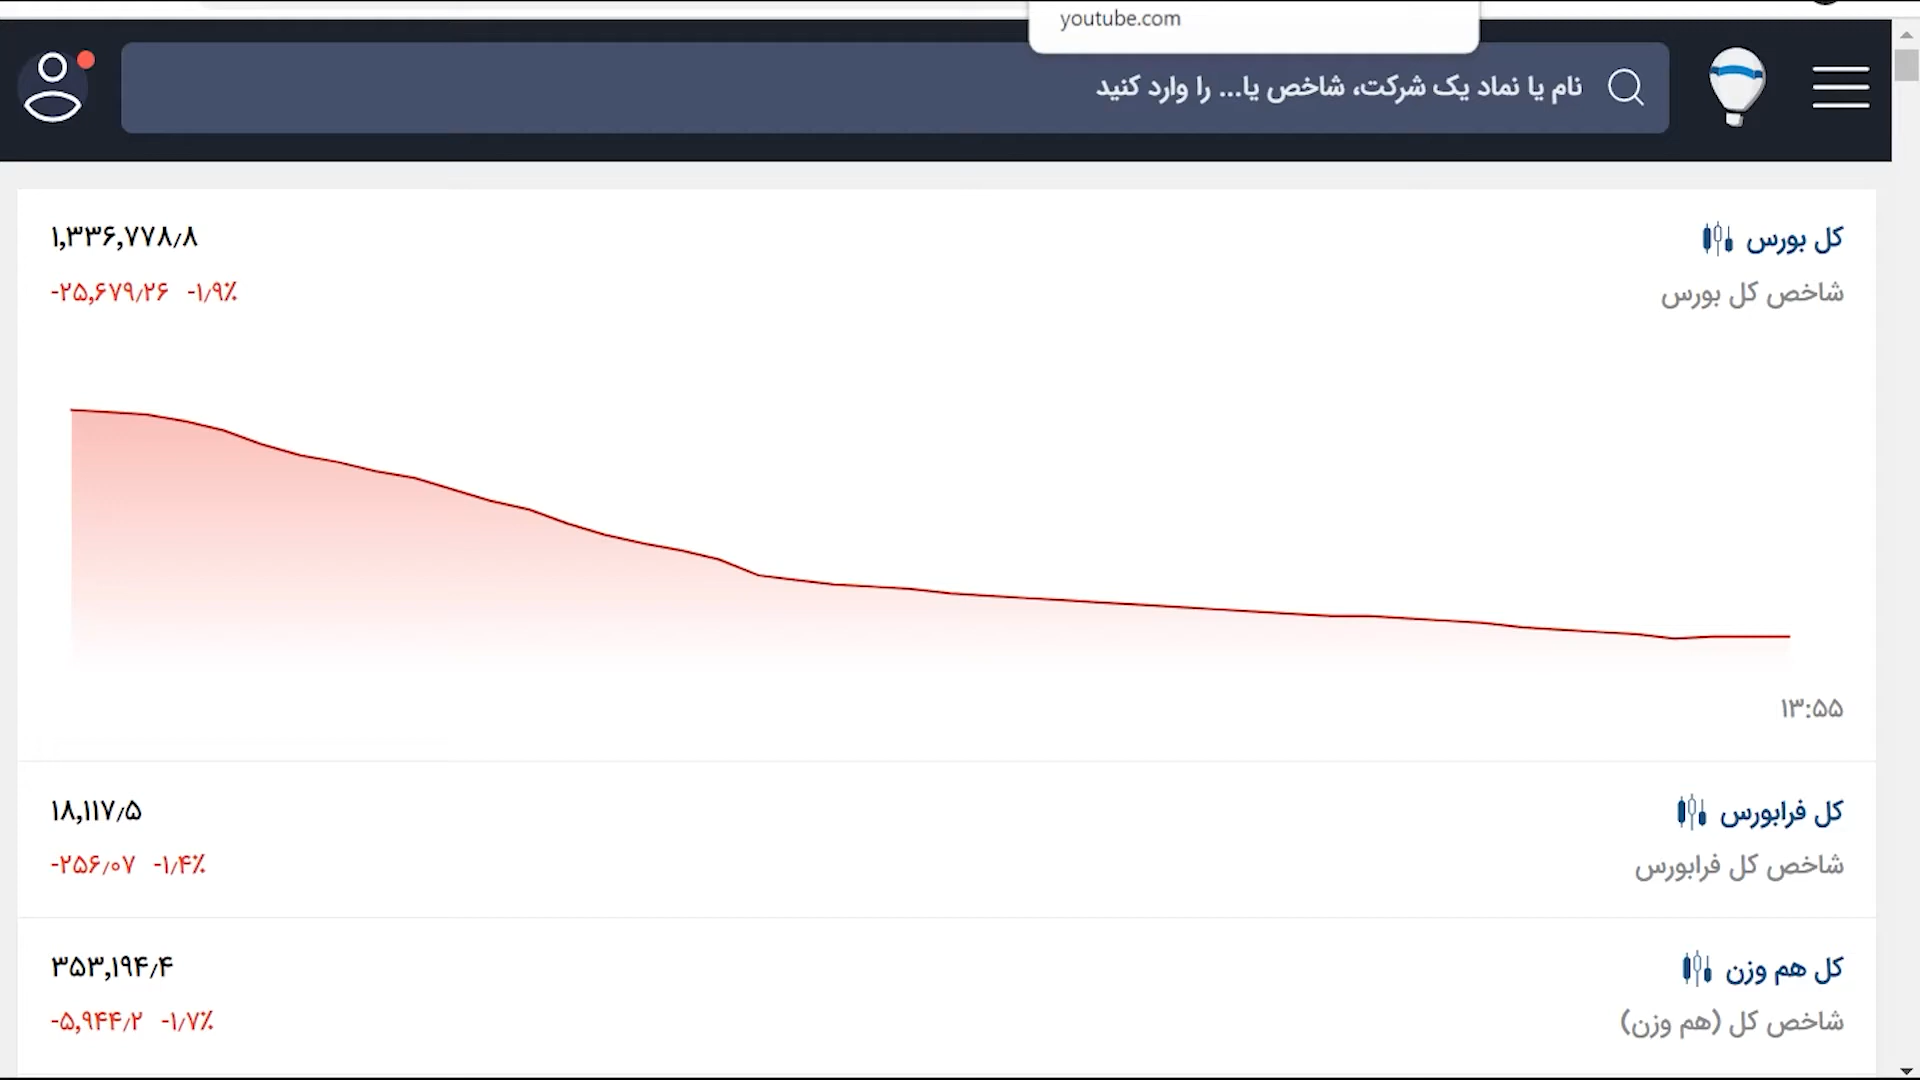 youtube.com
نام یا نماد یک شرکت، شاخص یا... را وارد کنید
کل بورس
۱,۳۳۶,۷۷۸٫۸
شاخص کل بورس
-۲۵,۶۷۹٫۲۶ -۱٫۹٪
۱۳:۵۵
کل فرابورس
۱۸,۱۱۷٫۵
شاخص کل فرابورس
-۲۵۶٫۰۷ -۱٫۴٪
کل هم وزن
۳۵۳,۱۹۴٫۴
شاخص کل (هم وزن)
-۵,۹۴۴٫۲ -۱٫۷٪